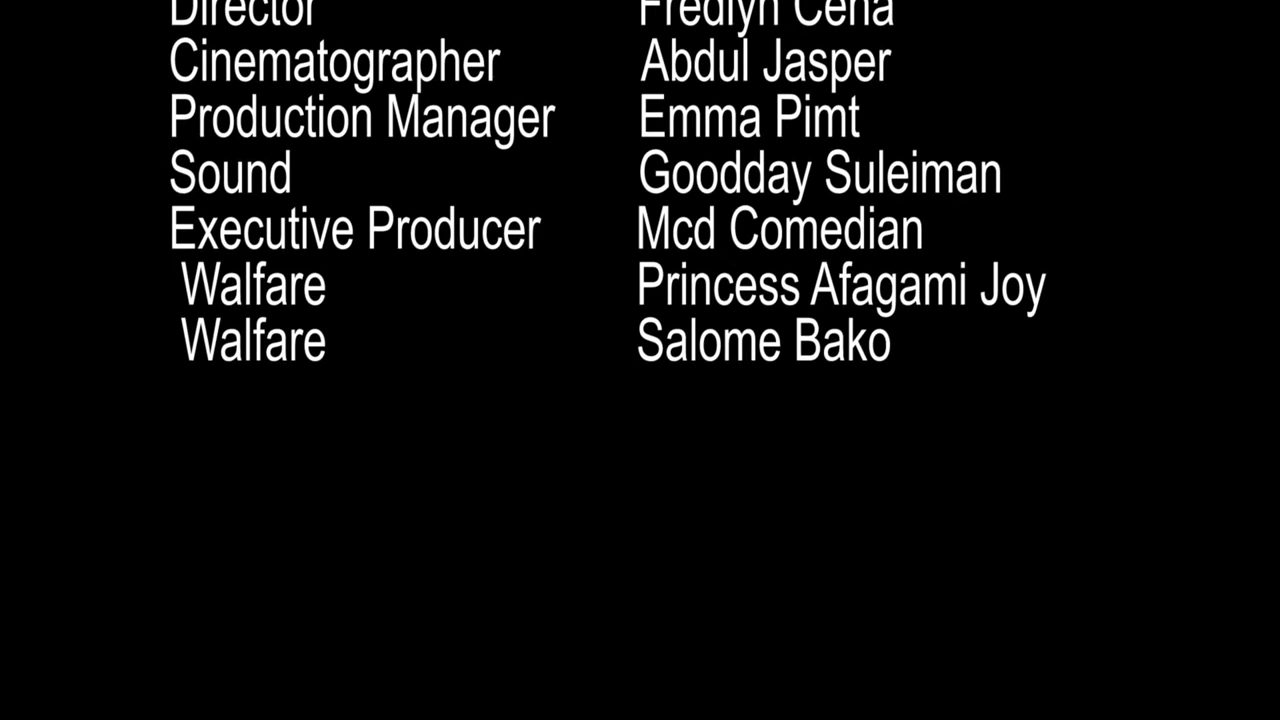 Director Fredlyn Cena
Cinematographer Abdul Jasper
Production Manager Emma Pimt
Sound Goodday Suleiman
Executive Producer Mcd Comedian
Walfare Princess Afagami Joy
Walfare Salome Bako